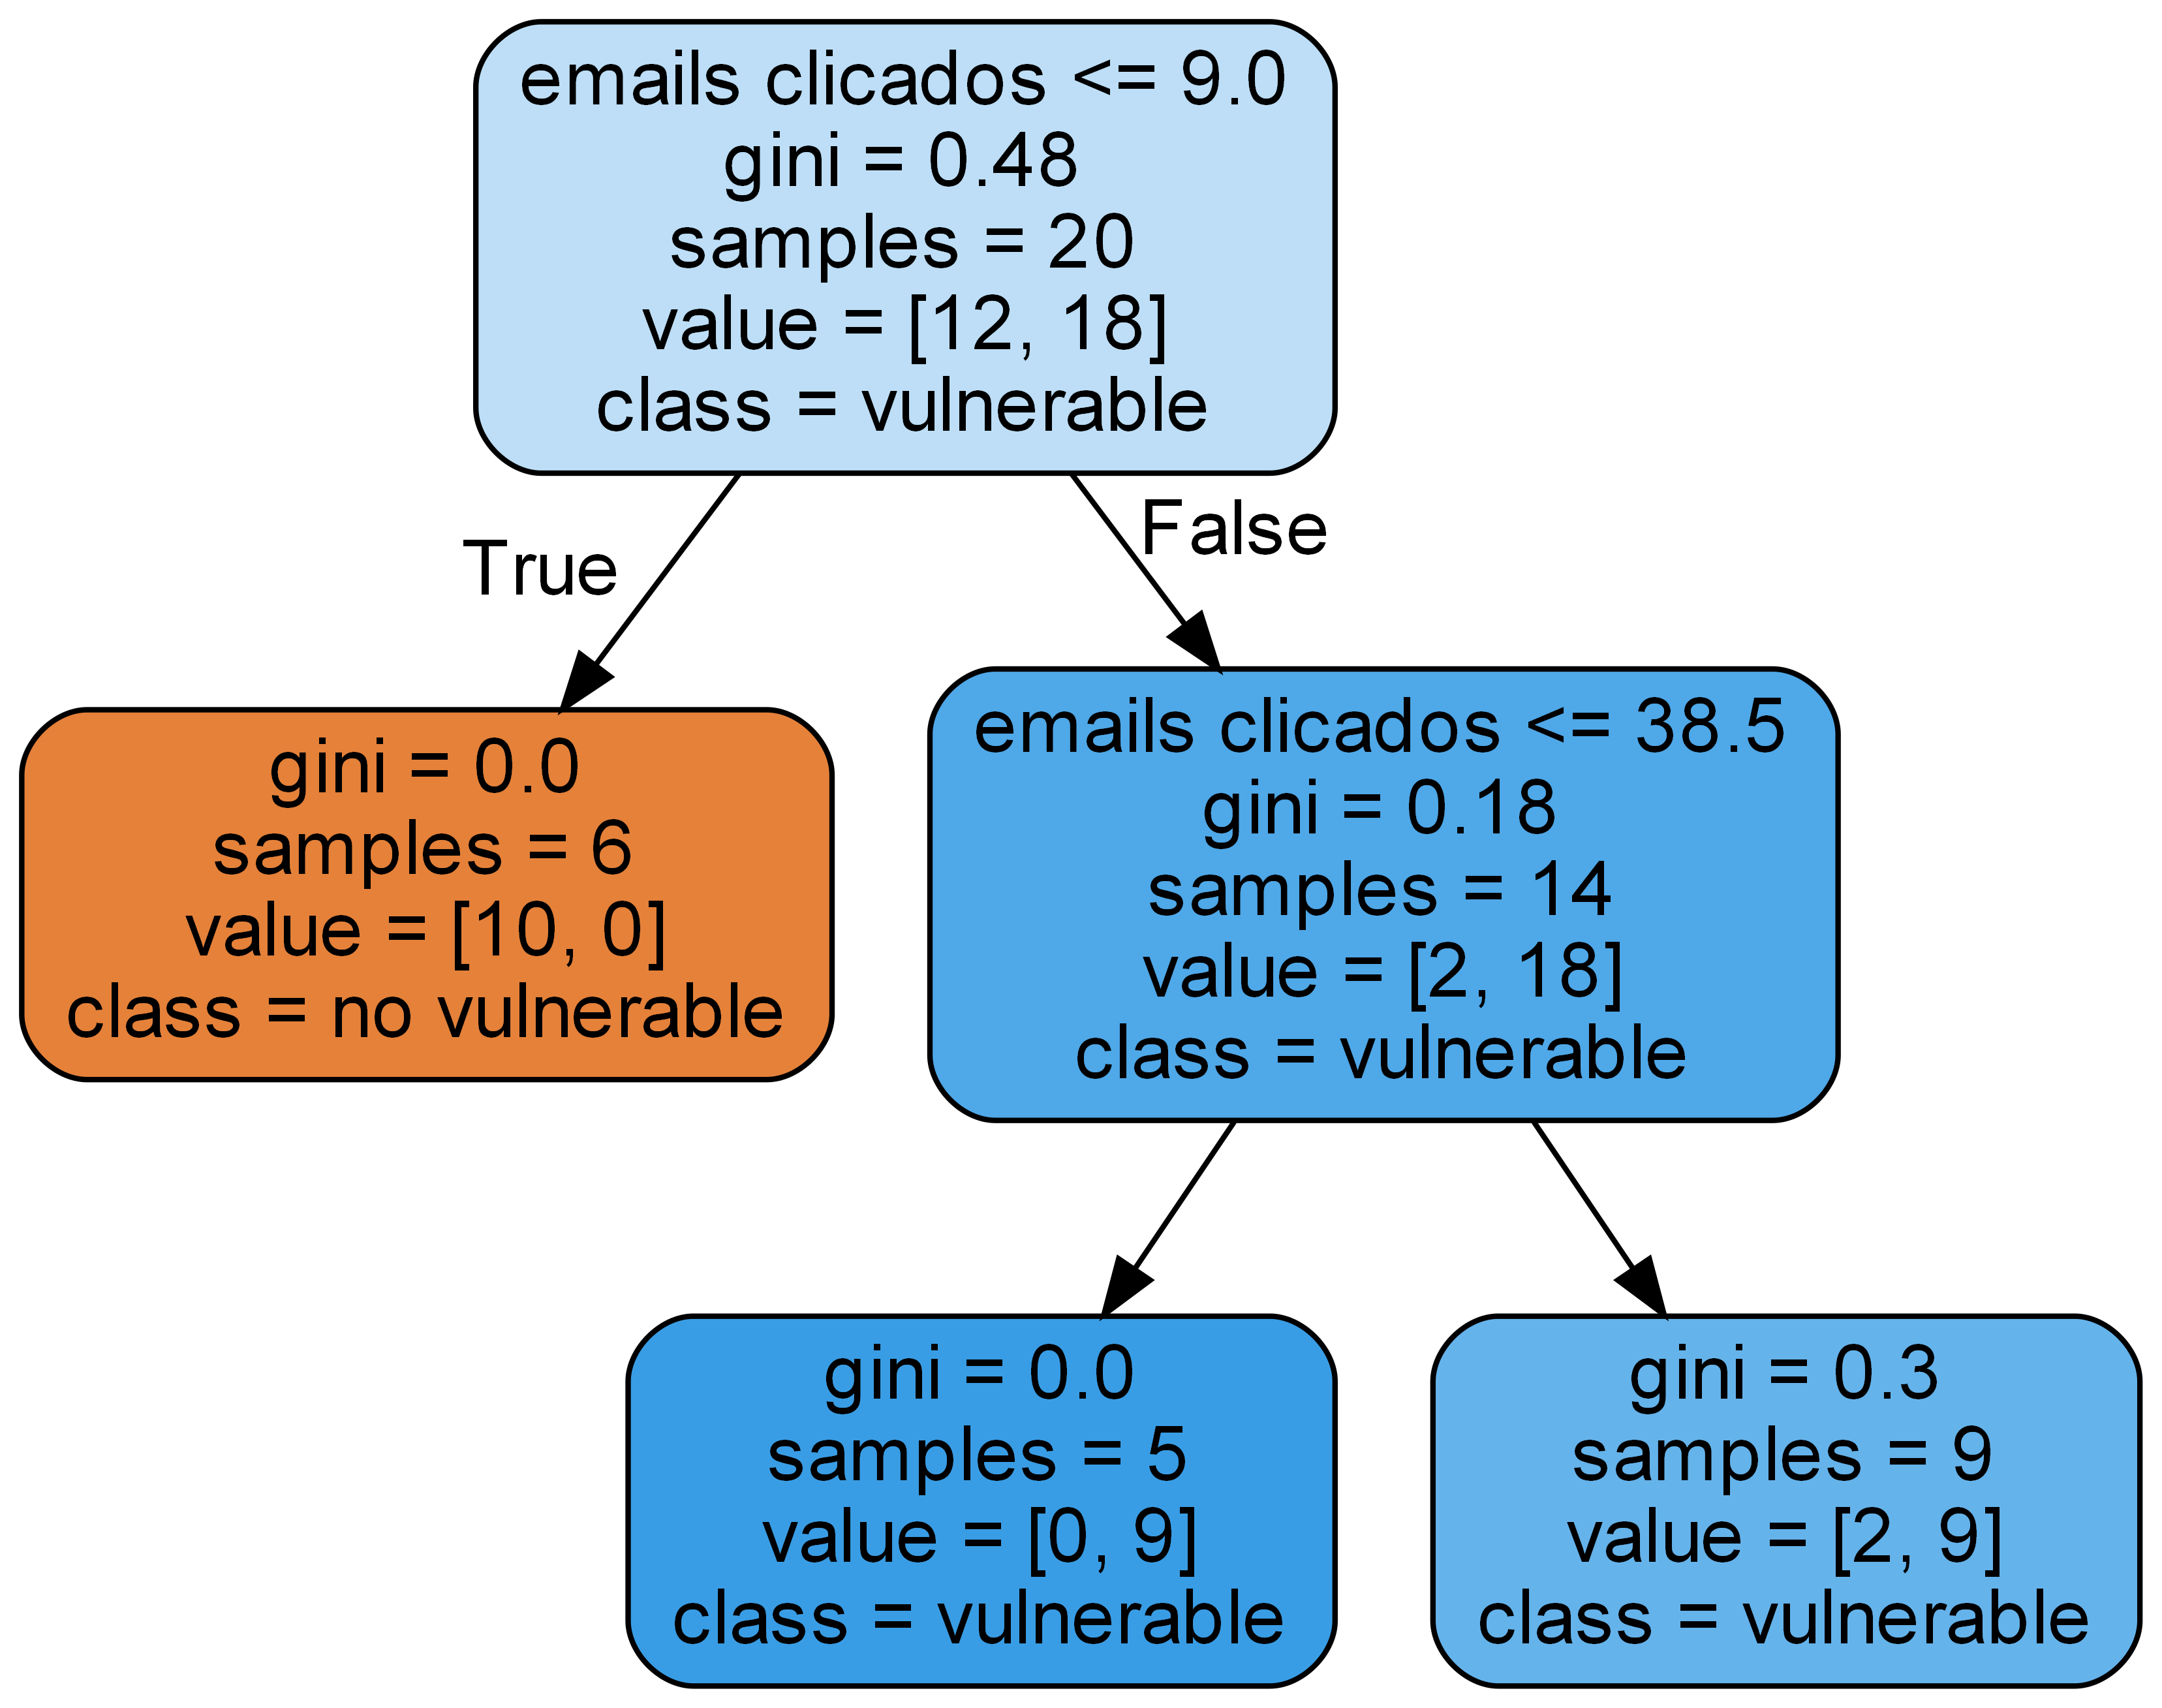 emails clicados <= 9.0
gini = 0.48
samples = 20
value = [12, 18]
class = vulnerable
True
False
gini = 0.0
samples = 6
value = [10, 0]
class = no vulnerable
emails clicados <= 38.5
gini = 0.18
samples = 14
value = [2, 18]
class = vulnerable
gini = 0.0
samples = 5
value = [0, 9]
class = vulnerable
gini = 0.3
samples = 9
value = [2, 9]
class = vulnerable